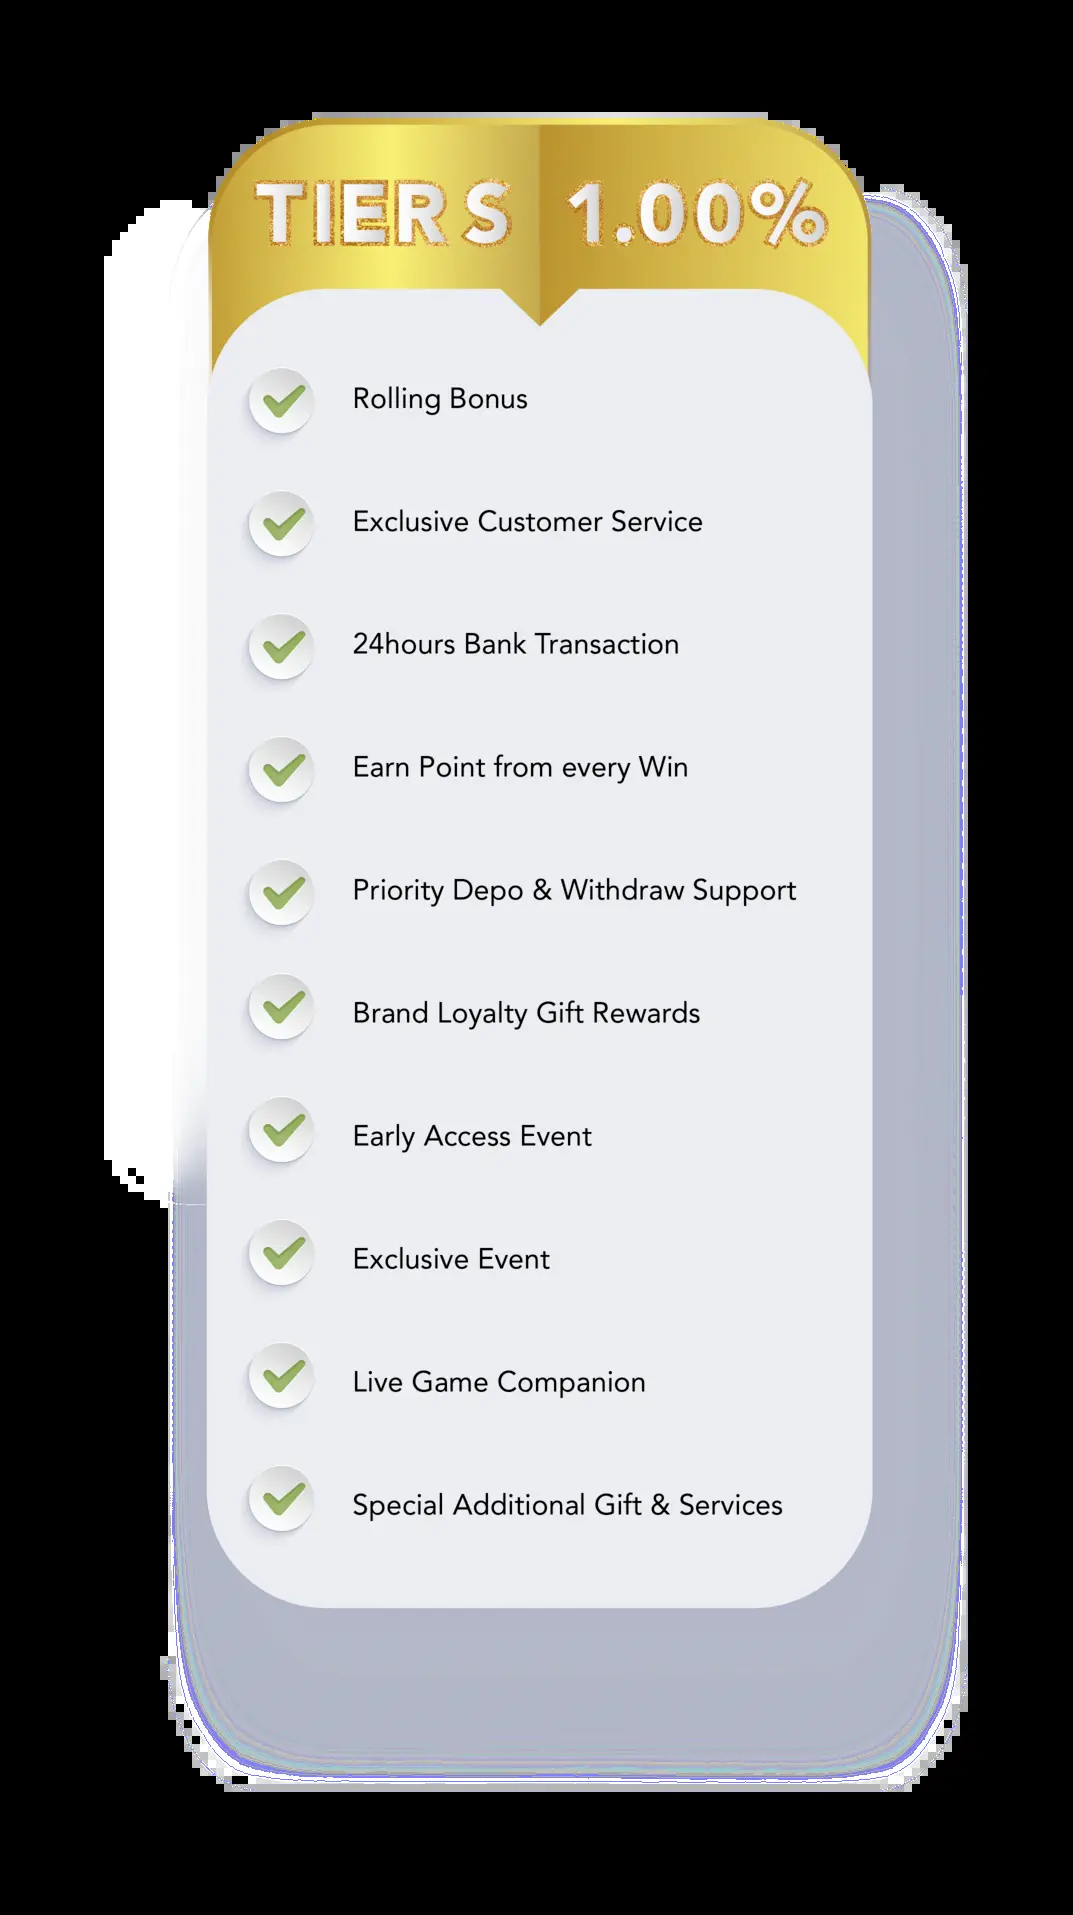 TIERS 1.00%
Rolling Bonus
Exclusive Customer Service
24hours Bank Transaction
Earn Point from every Win
Priority Depo & Withdraw Support
Brand Loyalty Gift Rewards
Early Access Event
Exclusive Event
Live Game Companion
Special Additional Gift & Services